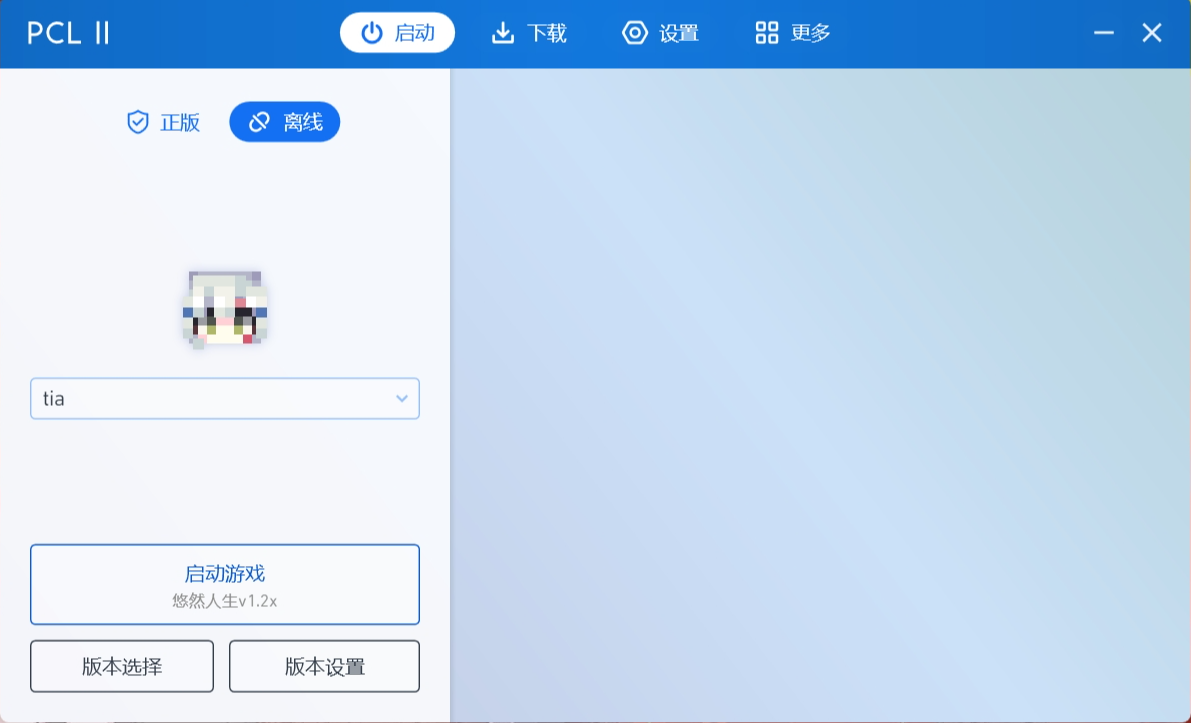 PCL II
启动
下载
设置
更多
正版
离线
tia
启动游戏
悠然人生v1.2x
版本选择
版本设置